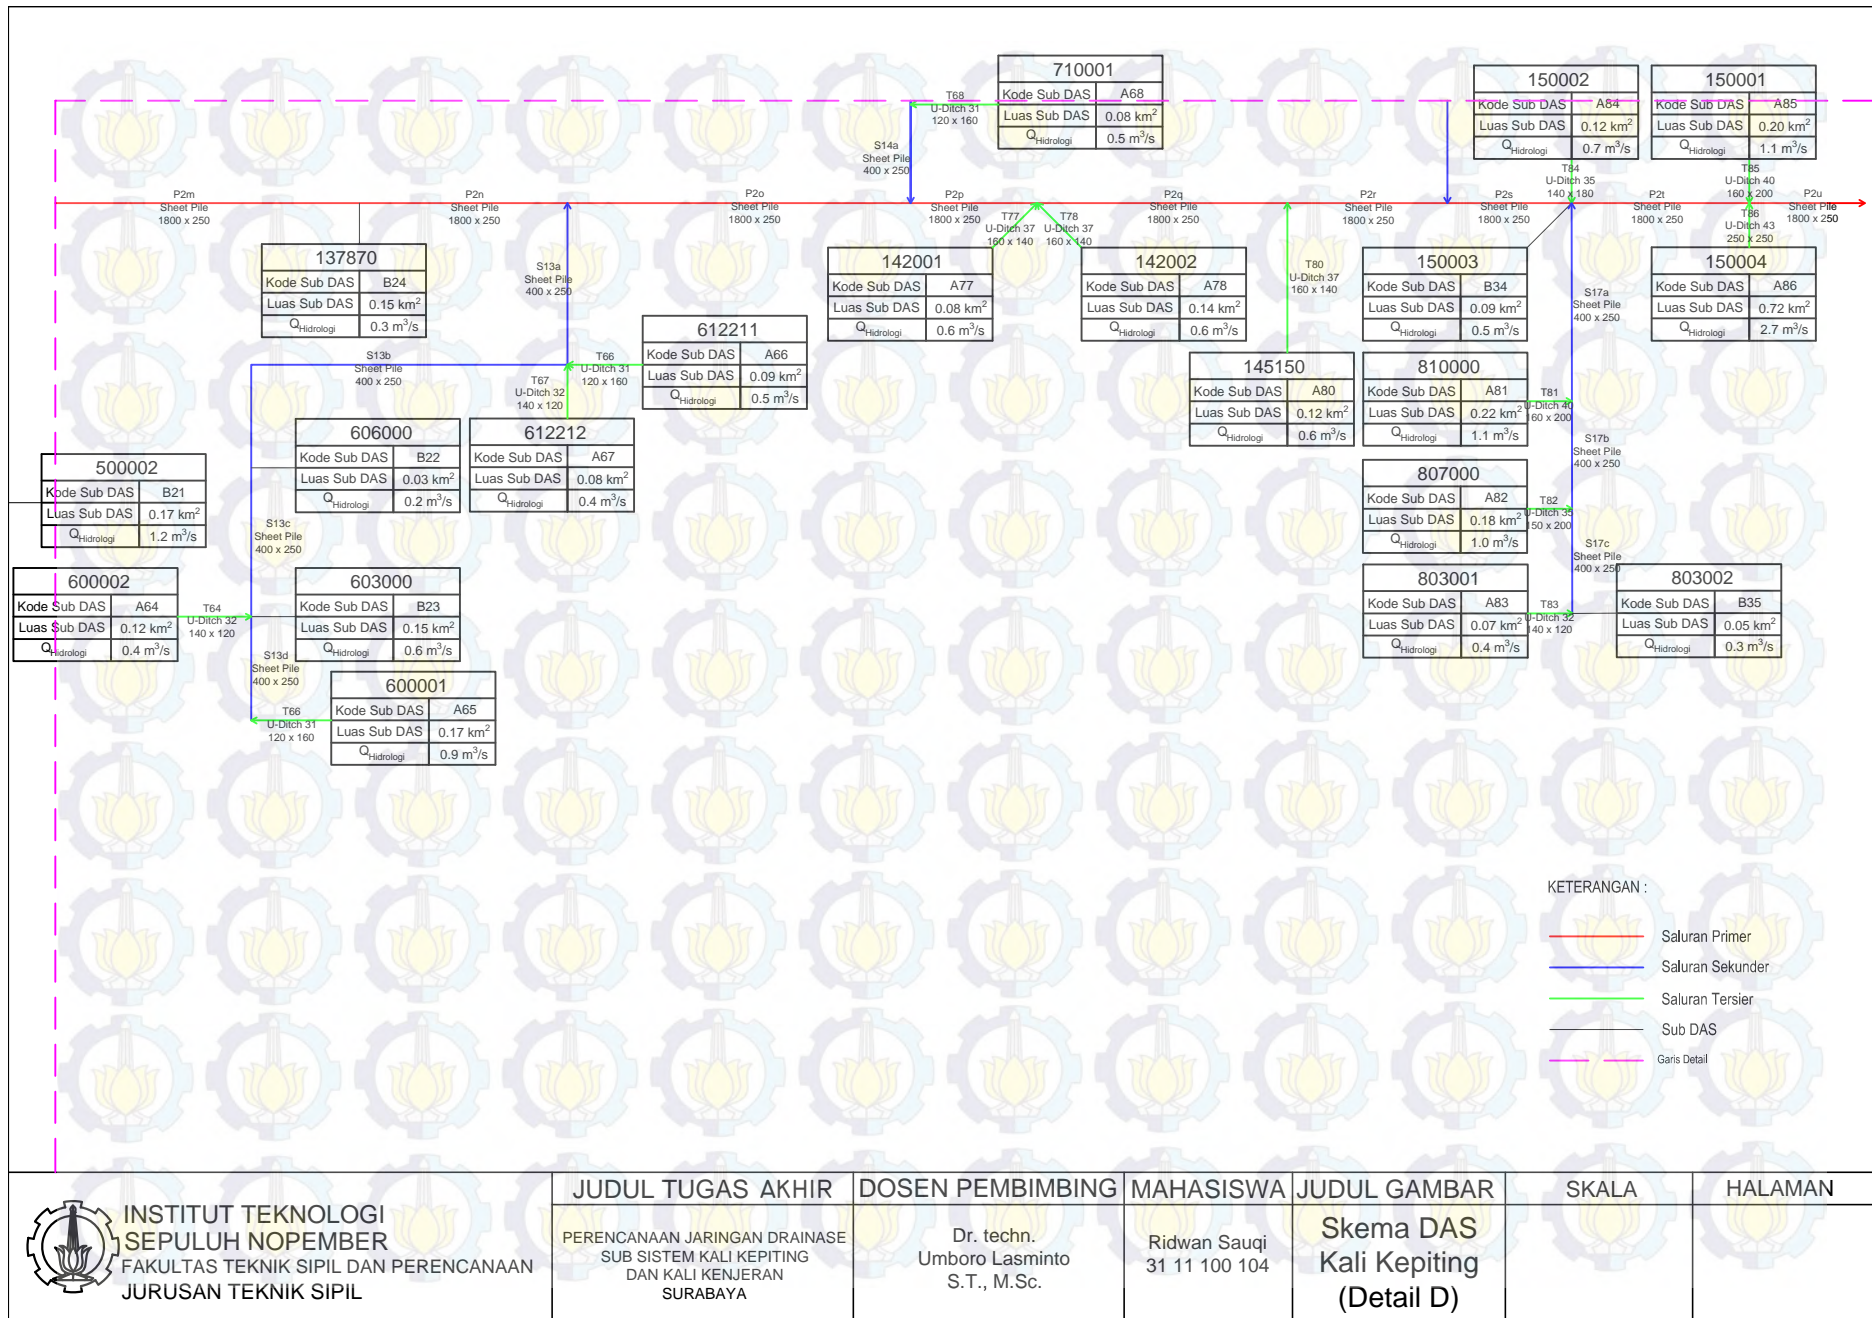 710001
Kode Sub DAS A68
Luas Sub DAS 0.08 km²
QHidrologi 0.5 m³/s
150002
Kode Sub DAS A84
Luas Sub DAS 0.12 km²
QHidrologi 0.7 m³/s
150001
Kode Sub DAS A85
Luas Sub DAS 0.20 km²
QHidrologi 1.1 m³/s
T68
U-Ditch 31
120 x 160
S14a
Sheet Pile
400 x 250
T84
U-Ditch 35
140 x 180
T85
U-Ditch 40
160 x 200
P2m
Sheet Pile
1800 x 250
P2n
Sheet Pile
1800 x 250
P2o
Sheet Pile
1800 x 250
P2p
Sheet Pile
1800 x 250
P2q
Sheet Pile
1800 x 250
P2r
Sheet Pile
1800 x 250
P2s
Sheet Pile
1800 x 250
P2t
Sheet Pile
1800 x 250
P2u
Sheet Pile
1800 x 250
T77
U-Ditch 37
160 x 140
T78
U-Ditch 37
160 x 140
T86
U-Ditch 43
250 x 250
137870
Kode Sub DAS B24
Luas Sub DAS 0.15 km²
QHidrologi 0.3 m³/s
S13a
Sheet Pile
400 x 250
142001
Kode Sub DAS A77
Luas Sub DAS 0.08 km²
QHidrologi 0.6 m³/s
142002
Kode Sub DAS A78
Luas Sub DAS 0.14 km²
QHidrologi 0.6 m³/s
T80
U-Ditch 37
160 x 140
150003
Kode Sub DAS B34
Luas Sub DAS 0.09 km²
QHidrologi 0.5 m³/s
S17a
Sheet Pile
400 x 250
150004
Kode Sub DAS A86
Luas Sub DAS 0.72 km²
QHidrologi 2.7 m³/s
612211
Kode Sub DAS A66
Luas Sub DAS 0.09 km²
QHidrologi 0.5 m³/s
S13b
Sheet Pile
400 x 250
T66
U-Ditch 31
120 x 160
T67
U-Ditch 32
140 x 120
145150
Kode Sub DAS A80
Luas Sub DAS 0.12 km²
QHidrologi 0.6 m³/s
810000
Kode Sub DAS A81
Luas Sub DAS 0.22 km²
QHidrologi 1.1 m³/s
T81
U-Ditch 40
160 x 200
S17b
Sheet Pile
400 x 250
606000
Kode Sub DAS B22
Luas Sub DAS 0.03 km²
QHidrologi 0.2 m³/s
612212
Kode Sub DAS A67
Luas Sub DAS 0.08 km²
QHidrologi 0.4 m³/s
500002
Kode Sub DAS B21
Luas Sub DAS 0.17 km²
QHidrologi 1.2 m³/s
S13c
Sheet Pile
400 x 250
807000
Kode Sub DAS A82
Luas Sub DAS 0.18 km²
QHidrologi 1.0 m³/s
T82
U-Ditch 35
150 x 200
S17c
Sheet Pile
400 x 250
600002
Kode Sub DAS A64
Luas Sub DAS 0.12 km²
QHidrologi 0.4 m³/s
T64
U-Ditch 32
140 x 120
603000
Kode Sub DAS B23
Luas Sub DAS 0.15 km²
QHidrologi 0.6 m³/s
803001
Kode Sub DAS A83
Luas Sub DAS 0.07 km²
QHidrologi 0.4 m³/s
T83
U-Ditch 32
140 x 120
803002
Kode Sub DAS B35
Luas Sub DAS 0.05 km²
QHidrologi 0.3 m³/s
S13d
Sheet Pile
400 x 250
600001
Kode Sub DAS A65
Luas Sub DAS 0.17 km²
QHidrologi 0.9 m³/s
T66
U-Ditch 31
120 x 160
KETERANGAN :
Saluran Primer
Saluran Sekunder
Saluran Tersier
Sub DAS
Garis Detail
INSTITUT TEKNOLOGI
SEPULUH NOPEMBER
FAKULTAS TEKNIK SIPIL DAN PERENCANAAN
JURUSAN TEKNIK SIPIL
JUDUL TUGAS AKHIR
PERENCANAAN JARINGAN DRAINASE
SUB SISTEM KALI KEPITING
DAN KALI KENJERAN
SURABAYA
DOSEN PEMBIMBING
Dr. techn.
Umboro Lasminto
S.T., M.Sc.
MAHASISWA
Ridwan Sauqi
31 11 100 104
JUDUL GAMBAR
Skema DAS
Kali Kepiting
(Detail D)
SKALA
HALAMAN